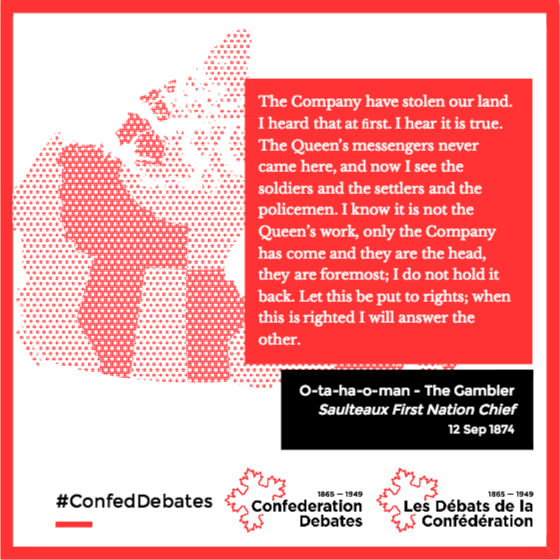 The Company have stolen our land.
I heard that at first. I hear it is true.
The Queen's messengers never
came here, and now I see the
soldiers and the settlers and the
policemen. I know it is not the
Queen's work, only the Company
has come and they are the head,
they are foremost; I do not hold it
back. Let this be put to rights; when
this is righted I will answer the
other.
O-ta-ha-o-man - The Gambler
Saulteaux First Nation Chief
12 Sep 1874
#ConfedDebates
1865 — 1949
Confederation
Debates
1865 — 1949
Les Débats de la
Confédération